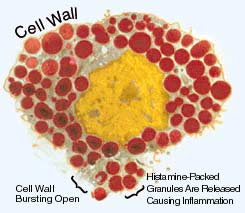 Cell Wall
Cell Wall
Bursting Open
Histamine-Packed
Granules Are Released
Causing Inflammation